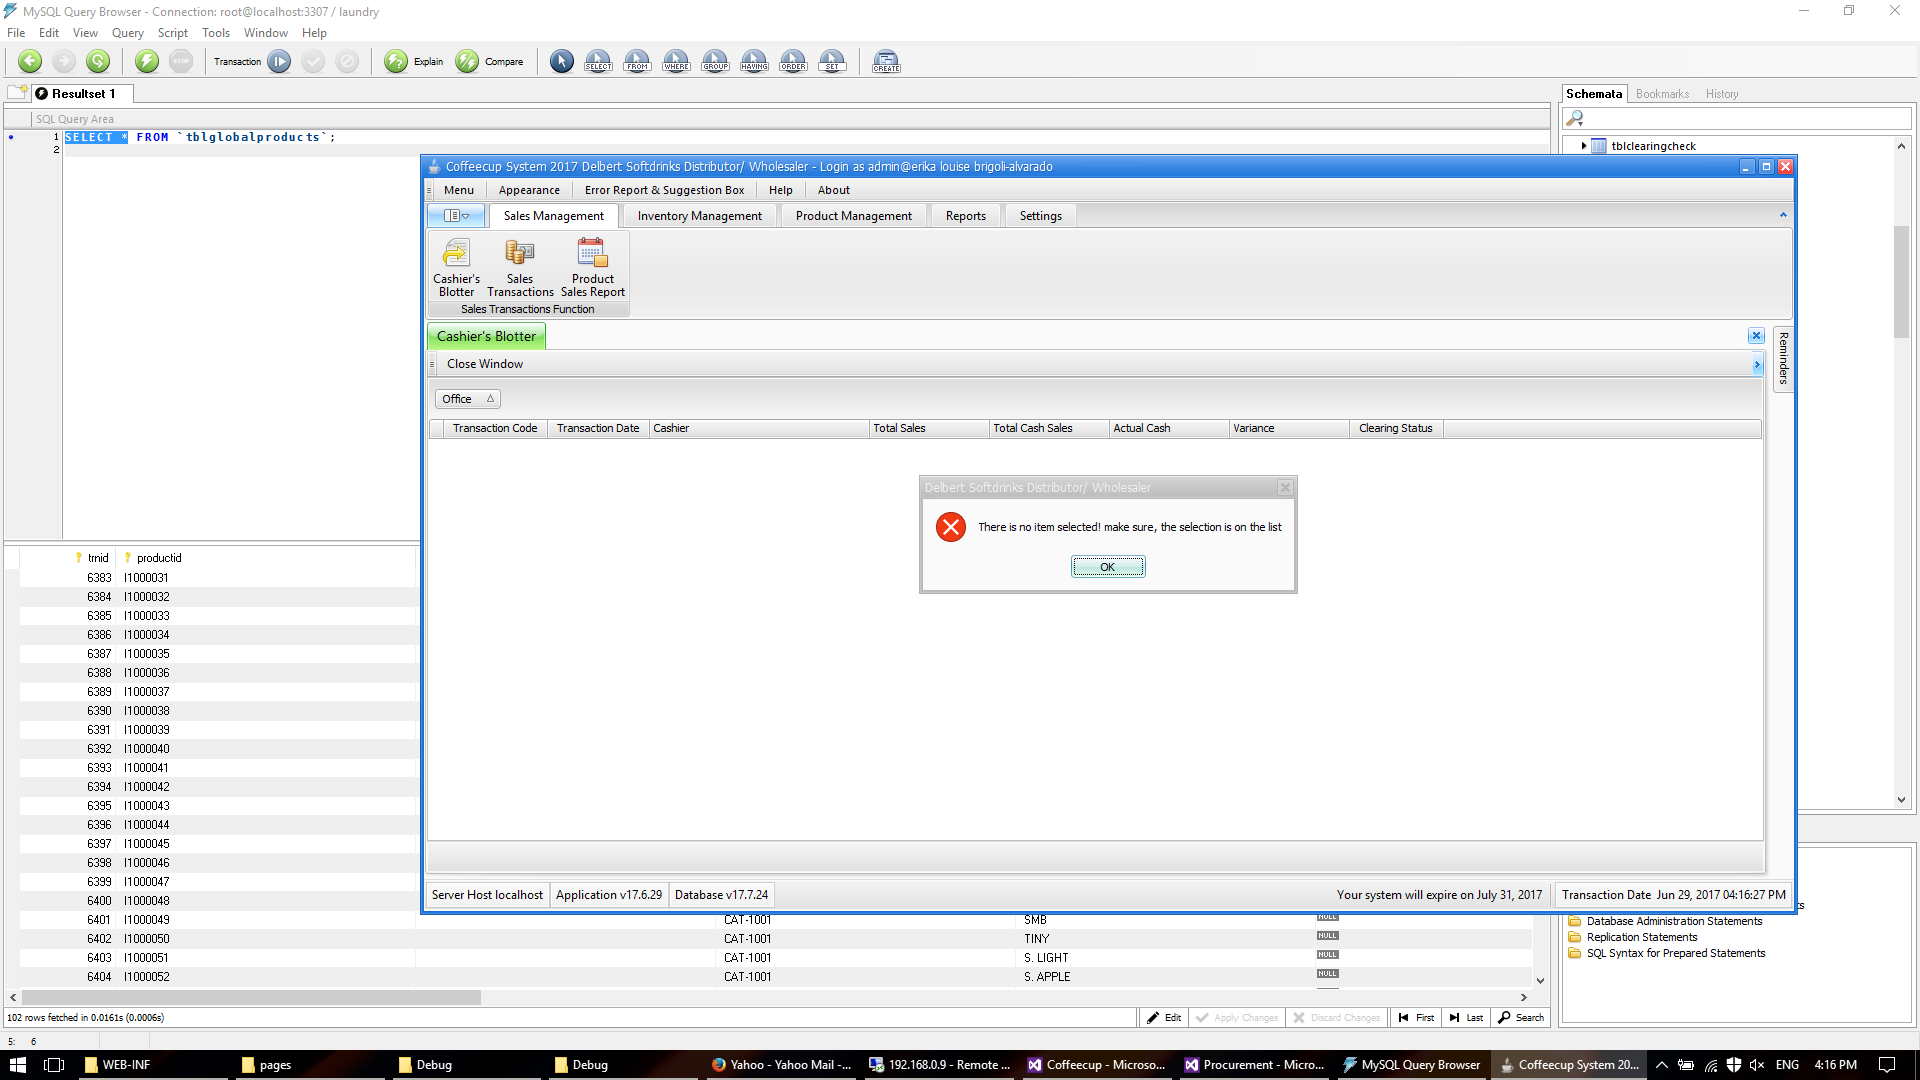 MySQL Query Browser - Connection: root@localhost:3307 / laundry
File Edit View Query Script Tools Window Help
Transaction Explain Compare SELECT FROM WHERE GROUP HAVING ORDER SET CREATE
Resultset 1
SQL Query Area
1 SELECT * FROM `tblglobalproducts`;
2
Schemata Bookmarks History
tblclearingcheck
Coffeecup System 2017 Delbert Softdrinks Distributor/ Wholesaler - Login as admin@erika louise brigoli-alvarado
Menu Appearance Error Report & Suggestion Box Help About
Sales Management Inventory Management Product Management Reports Settings
Cashier's Blotter
Sales Transactions
Product Sales Report
Sales Transactions Function
Cashier's Blotter
Close Window
Reminders
Office
Transaction Code Transaction Date Cashier Total Sales Total Cash Sales Actual Cash Variance Clearing Status
Delbert Softdrinks Distributor/ Wholesaler
There is no item selected! make sure, the selection is on the list
OK
Server Host localhost Application v17.6.29 Database v17.7.24 Your system will expire on July 31, 2017 Transaction Date Jun 29, 2017 04:16:27 PM
trnid productid
6383 I1000031
6384 I1000032
6385 I1000033
6386 I1000034
6387 I1000035
6388 I1000036
6389 I1000037
6390 I1000038
6391 I1000039
6392 I1000040
6393 I1000041
6394 I1000042
6395 I1000043
6396 I1000044
6397 I1000045
6398 I1000046
6399 I1000047
6400 I1000048
6401 I1000049 CAT-1001 SMB NULL
6402 I1000050 CAT-1001 TINY NULL
6403 I1000051 CAT-1001 S. LIGHT NULL
6404 I1000052 CAT-1001 S. APPLE NULL
Database Administration Statements
Replication Statements
SQL Syntax for Prepared Statements
102 rows fetched in 0.0161s (0.0006s) Edit Apply Changes Discard Changes First Last Search
5: 6
WEB-INF pages Debug Debug Yahoo - Yahoo Mail -... 192.168.0.9 - Remote ... Coffeecup - Microso... Procurement - Micro... MySQL Query Browser Coffeecup System 20... ENG 4:16 PM